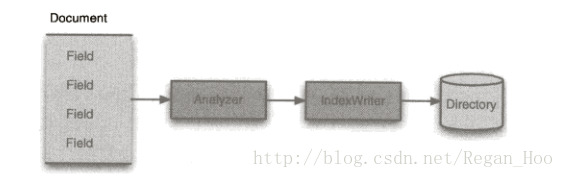 Document
Field
Field
Field
Field
Analyzer
IndexWriter
Directory
http://blog.csdn.net/Regan_Hoo